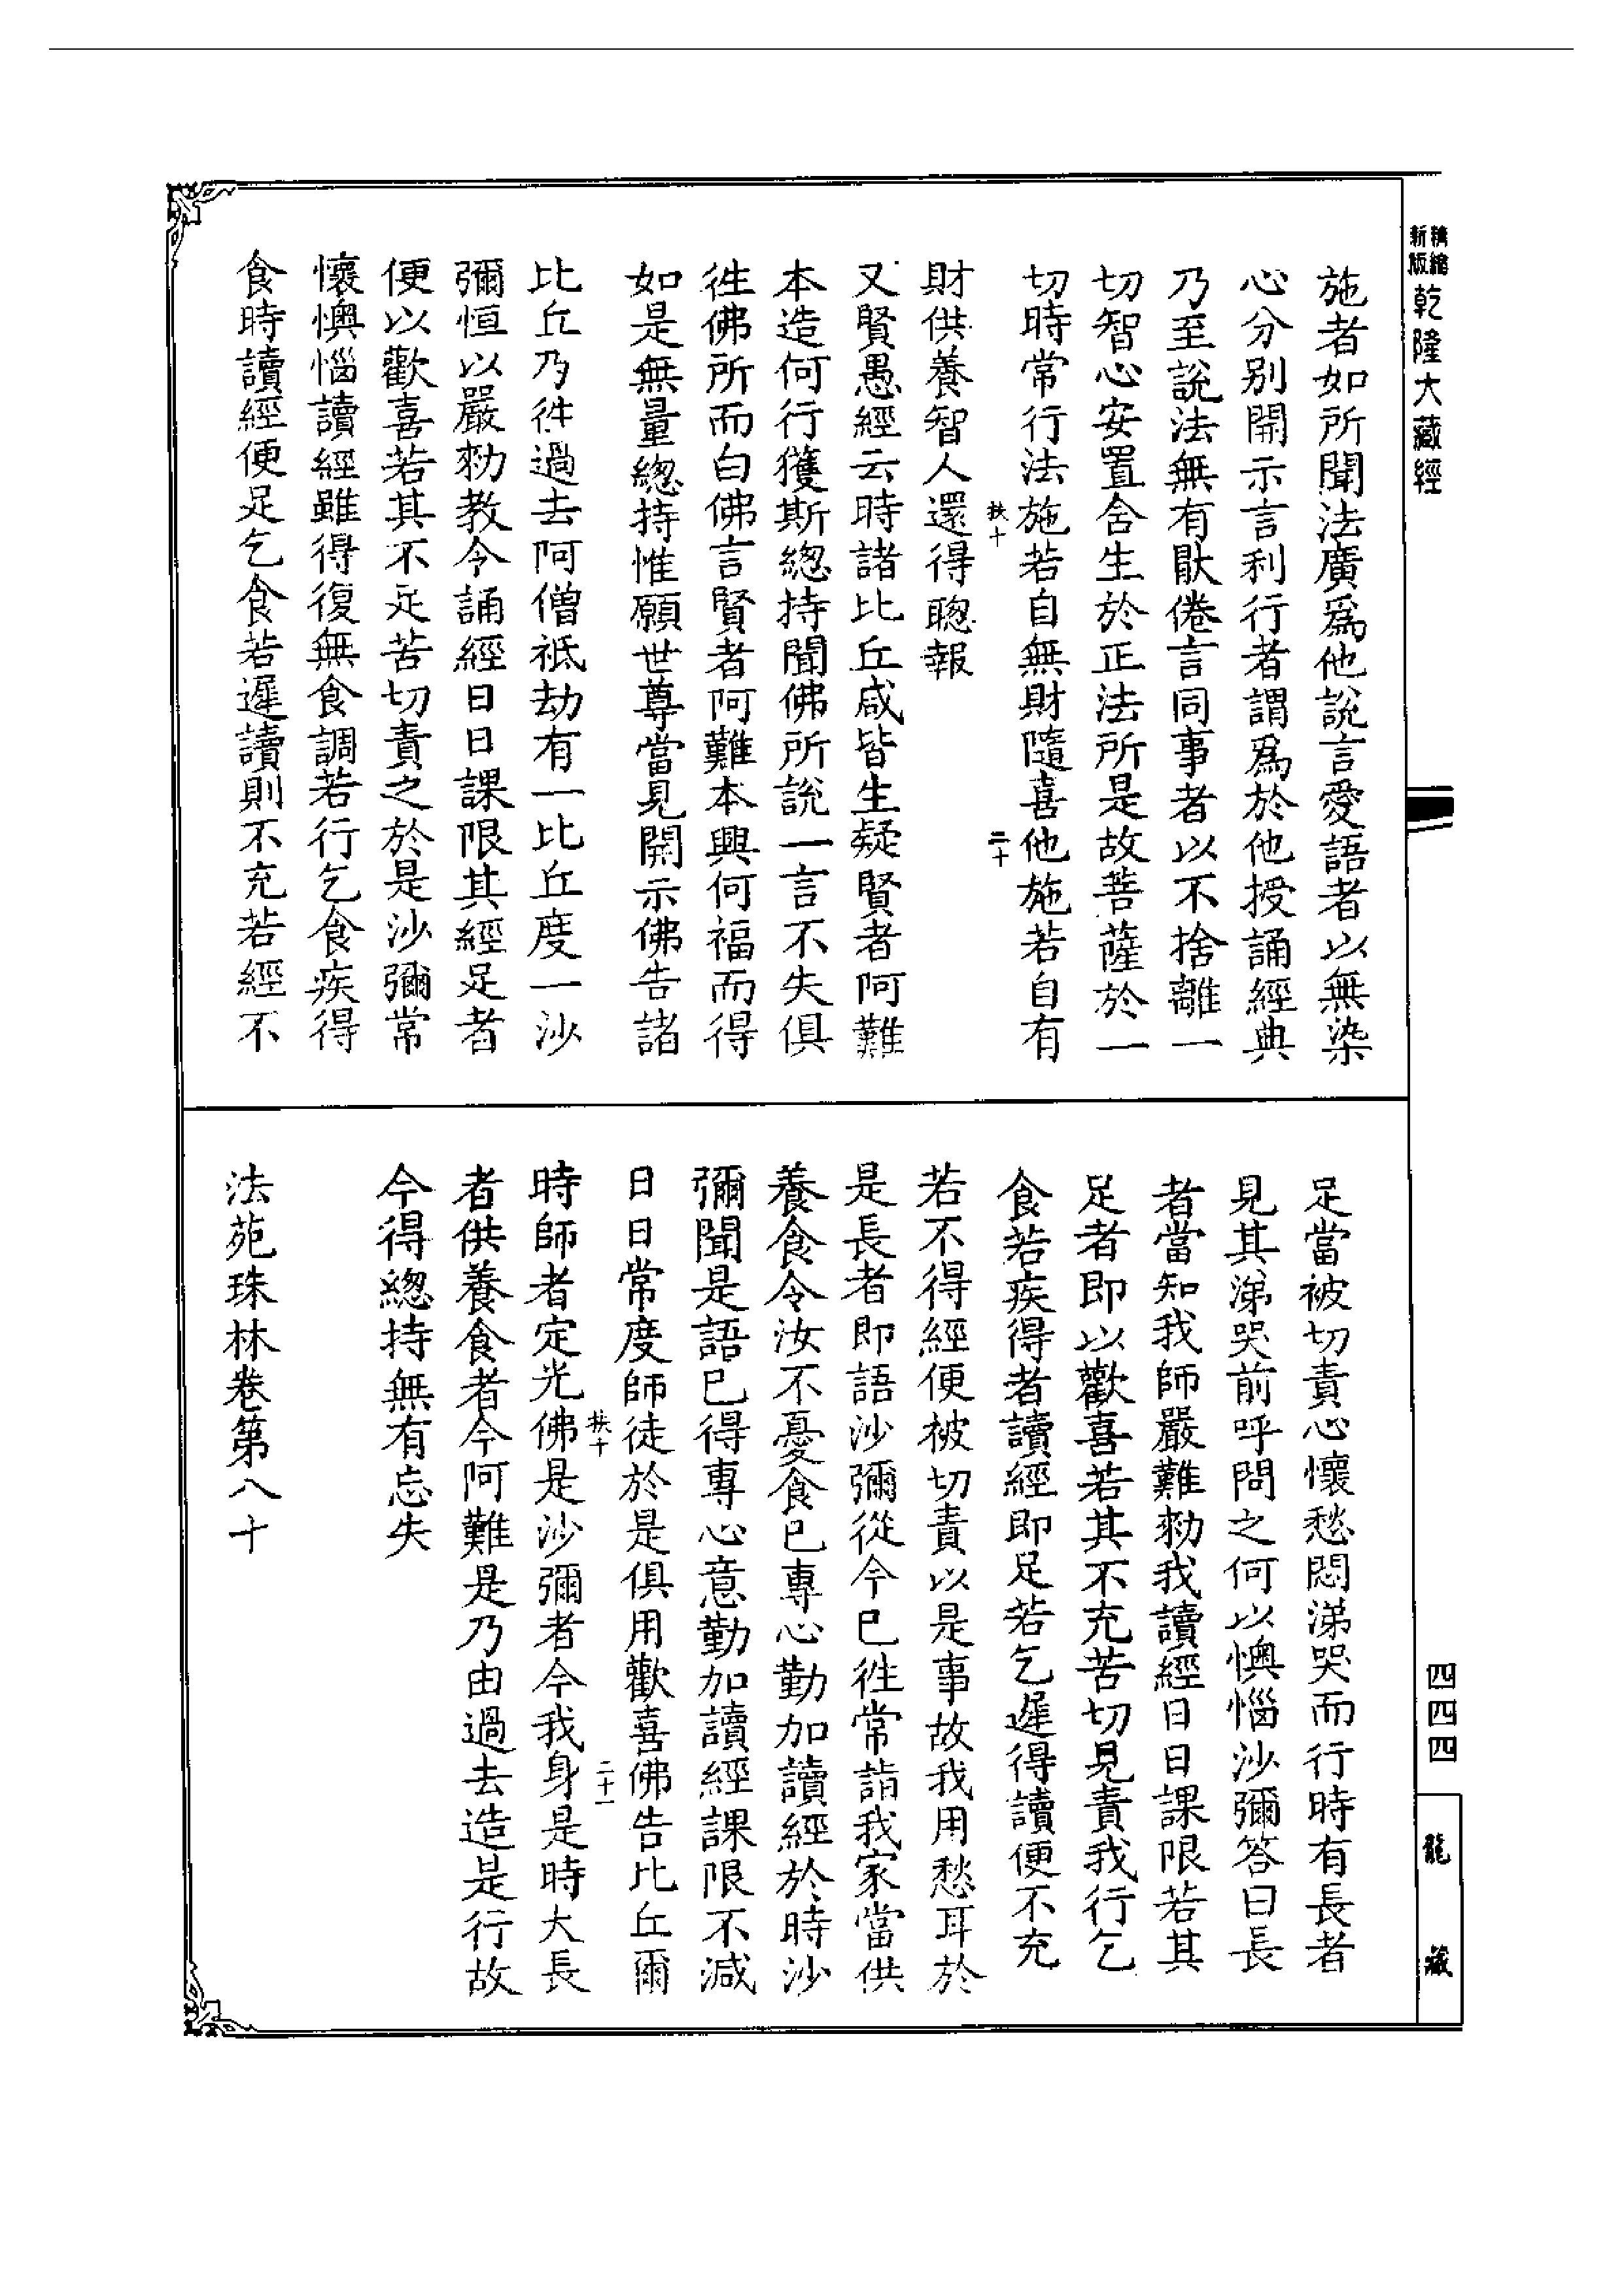 精縮新版乾隆大藏經
施者如所聞法廣爲他說言愛語者以無染
心分别開示言利行者謂爲於他授誦經典
乃至說法無有猒倦言同事者以不捨離一
切智心安置含生於正法所是故菩薩於一
切時常行法施若自無財隨喜他施若自有
扶十
二十
財供養智人還得聰報
又賢愚經云時諸比丘咸皆生疑賢者阿難
本造何行獲斯總持聞佛所說一言不失俱
徃佛所而白佛言賢者阿難本興何福而得
如是無量總持惟願世尊當見開示佛告諸
比丘乃徃過去阿僧祇劫有一比丘度一沙
彌恒以嚴勑教令誦經日日課限其經足者
便以歡喜若其不足苦切責之於是沙彌常
懷懊惱讀經雖得復無食調若行乞食疾得
食時讀經便足乞食若遲讀則不充若經不
足當被切責心懷愁悶涕哭而行時有長者
見其涕哭前呼問之何以懊惱沙彌答曰長
者當知我師嚴難勑我讀經日日課限若其
足者即以歡喜若其不充苦切見責我行乞
食若疾得者讀經即足若乞遲得讀便不充
若不得經便被切責以是事故我用愁耳於
是長者即語沙彌從今已徃常詣我家當供
養食令汝不憂食已專心勤加讀經於時沙
彌聞是語已得專心意勤加讀經課限不減
日日常度師徒於是俱用歡喜佛告比丘爾
扶十
二十一
時師者定光佛是沙彌者今我身是時大長
者供養食者今阿難是乃由過去造是行故
今得總持無有忘失
法苑珠林卷第八十
四四四
龍藏